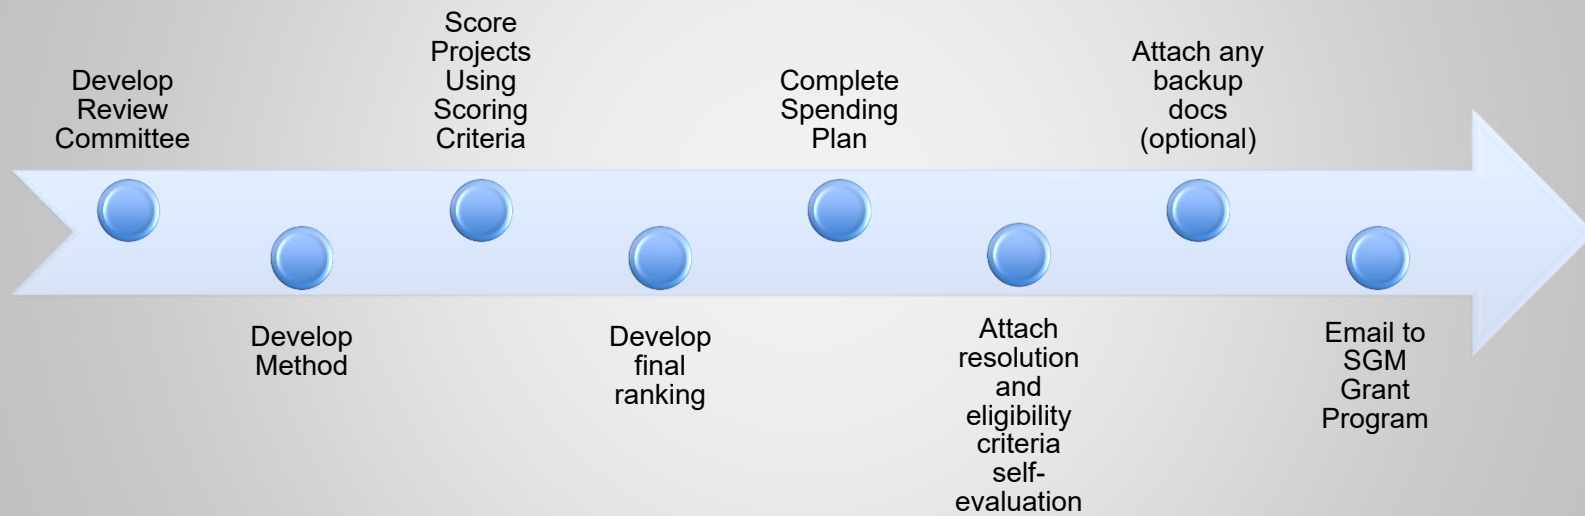 Develop
Review
Committee
Develop
Method
Score
Projects
Using
Scoring
Criteria
Develop
final
ranking
Complete
Spending
Plan
Attach
resolution
and
eligibility
criteria
self-
evaluation
Attach any
backup
docs
(optional)
Email to
SGM
Grant
Program